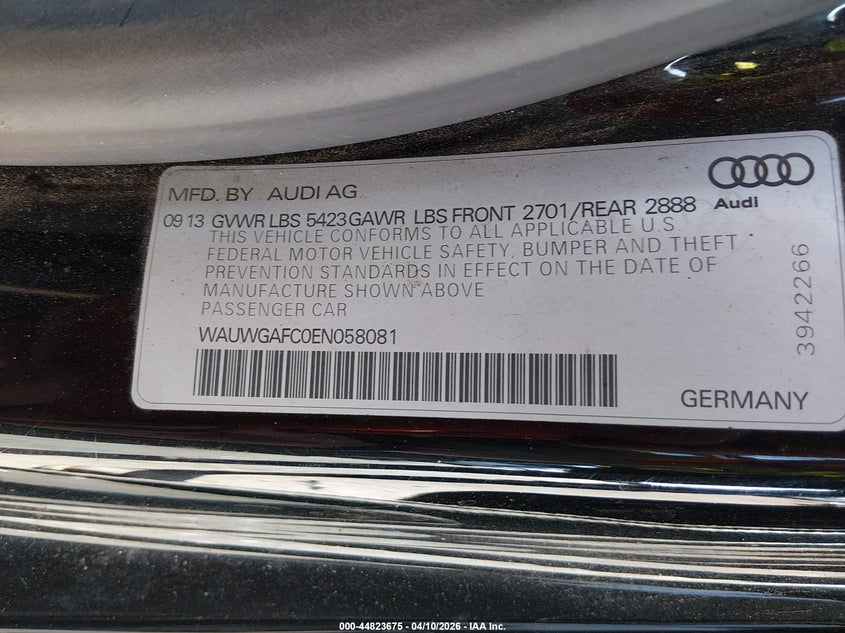 MFD. BY AUDI AG
Audi
09 13 GVWR LBS 5423 GAWR LBS FRONT 2701/REAR 2888
THIS VEHICLE CONFORMS TO ALL APPLICABLE U.S
FEDERAL MOTOR VEHICLE SAFETY, BUMPER AND THEFT
PREVENTION STANDARDS IN EFFECT ON THE DATE OF
MANUFACTURE SHOWN ABOVE
PASSENGER CAR
3942266
WAUWGAFC0EN058081
GERMANY
000-44823675 - 04/10/2026 - IAA Inc.